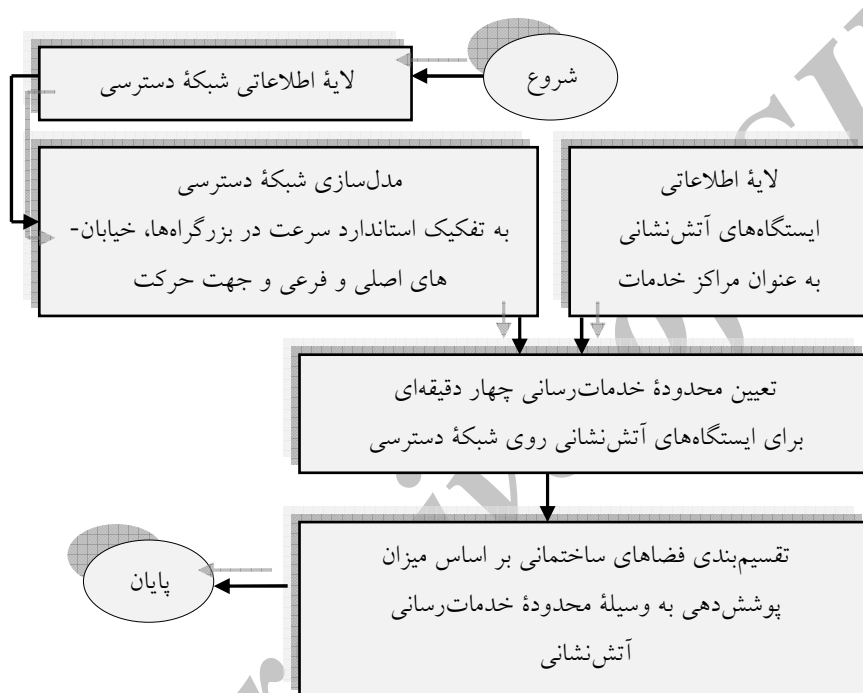 شروع
لایهٔ اطلاعاتی شبکهٔ دسترسی
مدل‌سازی شبکهٔ دسترسی
به تفکیک استاندارد سرعت در بزرگراه‌ها، خیابان-
های اصلی و فرعی و جهت حرکت
لایهٔ اطلاعاتی
ایستگاه‌های آتش‌نشانی
به عنوان مراکز خدمات
تعیین محدودهٔ خدمات‌رسانی چهار دقیقه‌ای
برای ایستگاه‌های آتش‌نشانی روی شبکهٔ دسترسی
تقسیم‌بندی فضاهای ساختمانی بر اساس میزان
پوشش‌دهی به وسیلهٔ محدودهٔ خدمات‌رسانی
آتش‌نشانی
پایان